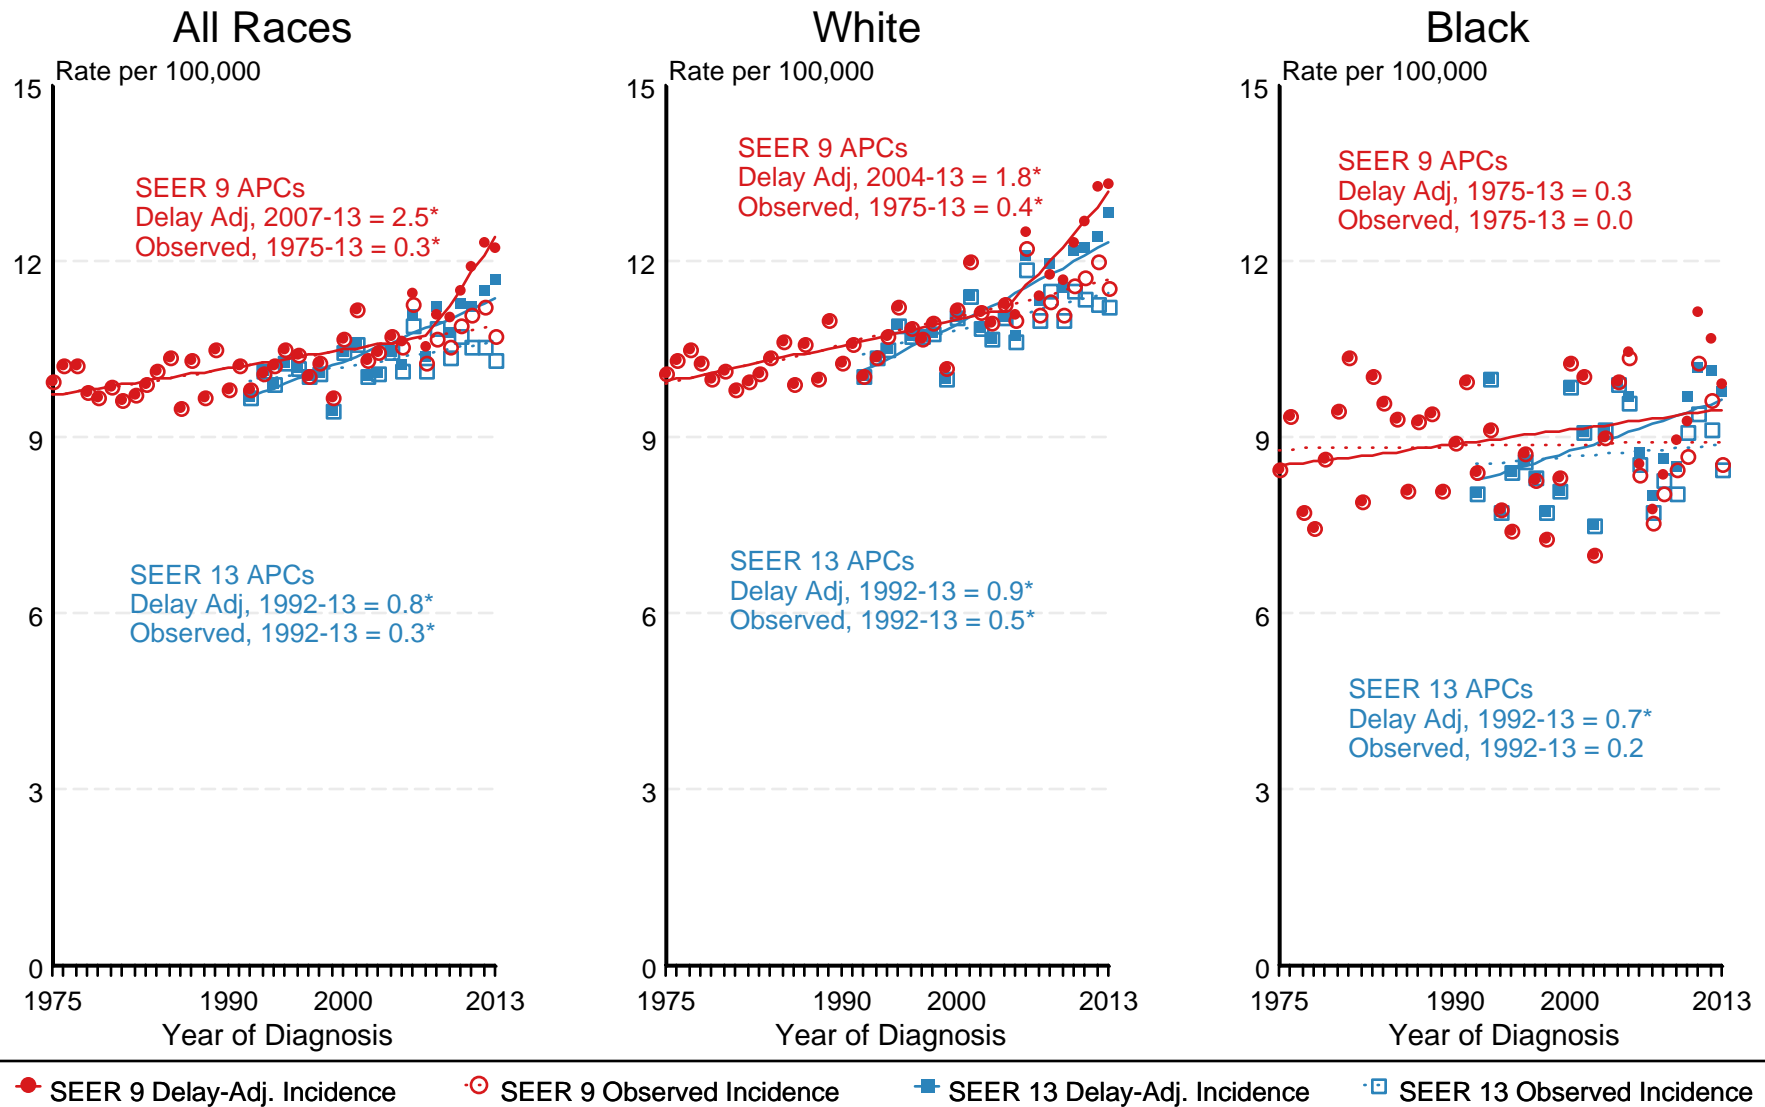 All Races
Rate per 100,000
15
12
9
6
3
0
SEER 9 APCs
Delay Adj, 2007-13 = 2.5*
Observed, 1975-13 = 0.3*
SEER 13 APCs
Delay Adj, 1992-13 = 0.8*
Observed, 1992-13 = 0.3*
1975 1990 2000 2013
Year of Diagnosis
White
Rate per 100,000
15
12
9
6
3
0
SEER 9 APCs
Delay Adj, 2004-13 = 1.8*
Observed, 1975-13 = 0.4*
SEER 13 APCs
Delay Adj, 1992-13 = 0.9*
Observed, 1992-13 = 0.5*
1975 1990 2000 2013
Year of Diagnosis
Black
Rate per 100,000
15
12
9
6
3
0
SEER 9 APCs
Delay Adj, 1975-13 = 0.3
Observed, 1975-13 = 0.0
SEER 13 APCs
Delay Adj, 1992-13 = 0.7*
Observed, 1992-13 = 0.2
1975 1990 2000 2013
Year of Diagnosis
SEER 9 Delay-Adj. Incidence SEER 9 Observed Incidence SEER 13 Delay-Adj. Incidence SEER 13 Observed Incidence